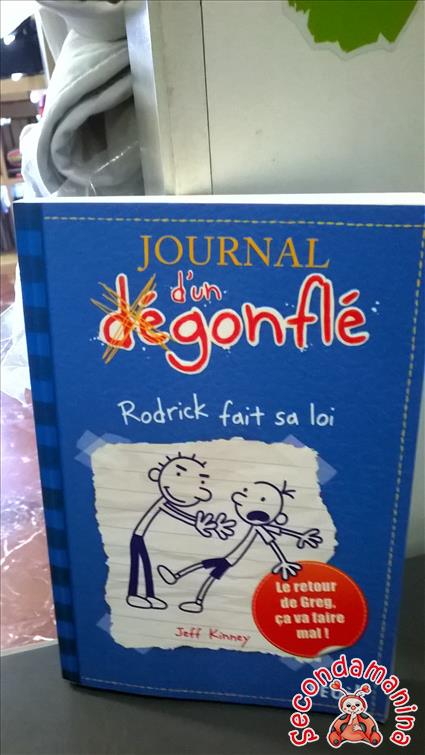 JOURNAL
d'un
dégonflé
Rodrick fait sa loi
Jeff Kinney
Le retour
de Greg,
ça va faire
mal !
secondamanina